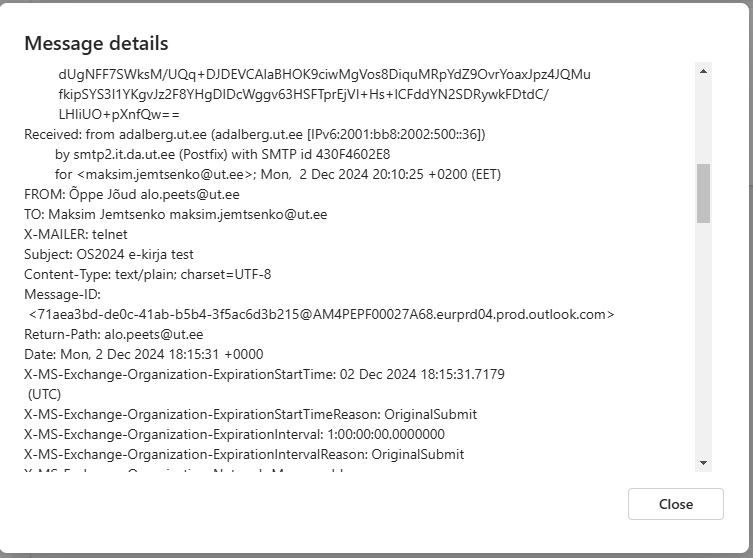 Message details
dUgNFF7SWksM/UQq+DJDEVCAlaBHOK9ciwMgVos8DiquMRpYdZ9OvrYoaxJpz4JQMu
fkipSYS3I1YKgvJz2F8YHgDIDcWggv63HSFTprEjVI+Hs+ICFddYN2SDRywkFDtdC/
LHIiUO+pXnfQw==
Received: from adalberg.ut.ee (adalberg.ut.ee [IPv6:2001:bb8:2002:500::36])
by smtp2.it.da.ut.ee (Postfix) with SMTP id 430F4602E8
for <maksim.jemtsenko@ut.ee>; Mon,  2 Dec 2024 20:10:25 +0200 (EET)
FROM: Õppe Jõud alo.peets@ut.ee
TO: Maksim Jemtsenko maksim.jemtsenko@ut.ee
X-MAILER: telnet
Subject: OS2024 e-kirja test
Content-Type: text/plain; charset=UTF-8
Message-ID:
<71aea3bd-de0c-41ab-b5b4-3f5ac6d3b215@AM4PEPF00027A68.eurprd04.prod.outlook.com>
Return-Path: alo.peets@ut.ee
Date: Mon, 2 Dec 2024 18:15:31 +0000
X-MS-Exchange-Organization-ExpirationStartTime: 02 Dec 2024 18:15:31.7179
(UTC)
X-MS-Exchange-Organization-ExpirationStartTimeReason: OriginalSubmit
X-MS-Exchange-Organization-ExpirationInterval: 1:00:00:00.0000000
X-MS-Exchange-Organization-ExpirationIntervalReason: OriginalSubmit
Close